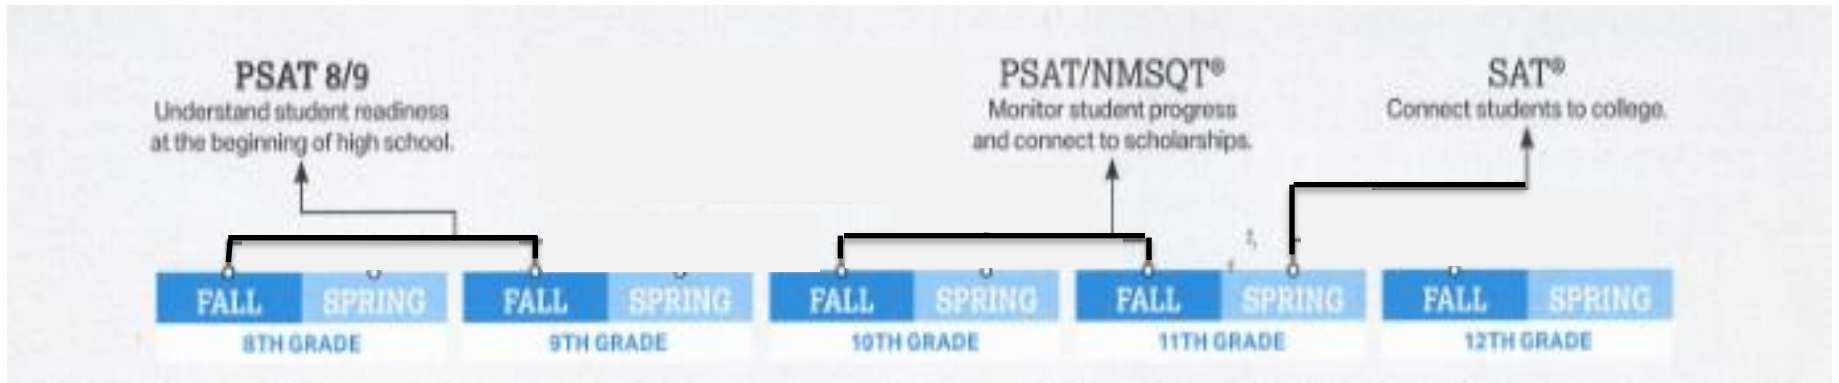 PSAT 8/9
Understand student readiness
at the beginning of high school.
PSAT/NMSQT®
Monitor student progress
and connect to scholarships.
SAT®
Connect students to college.
FALL SPRING
8TH GRADE
FALL SPRING
9TH GRADE
FALL SPRING
10TH GRADE
FALL SPRING
11TH GRADE
FALL SPRING
12TH GRADE